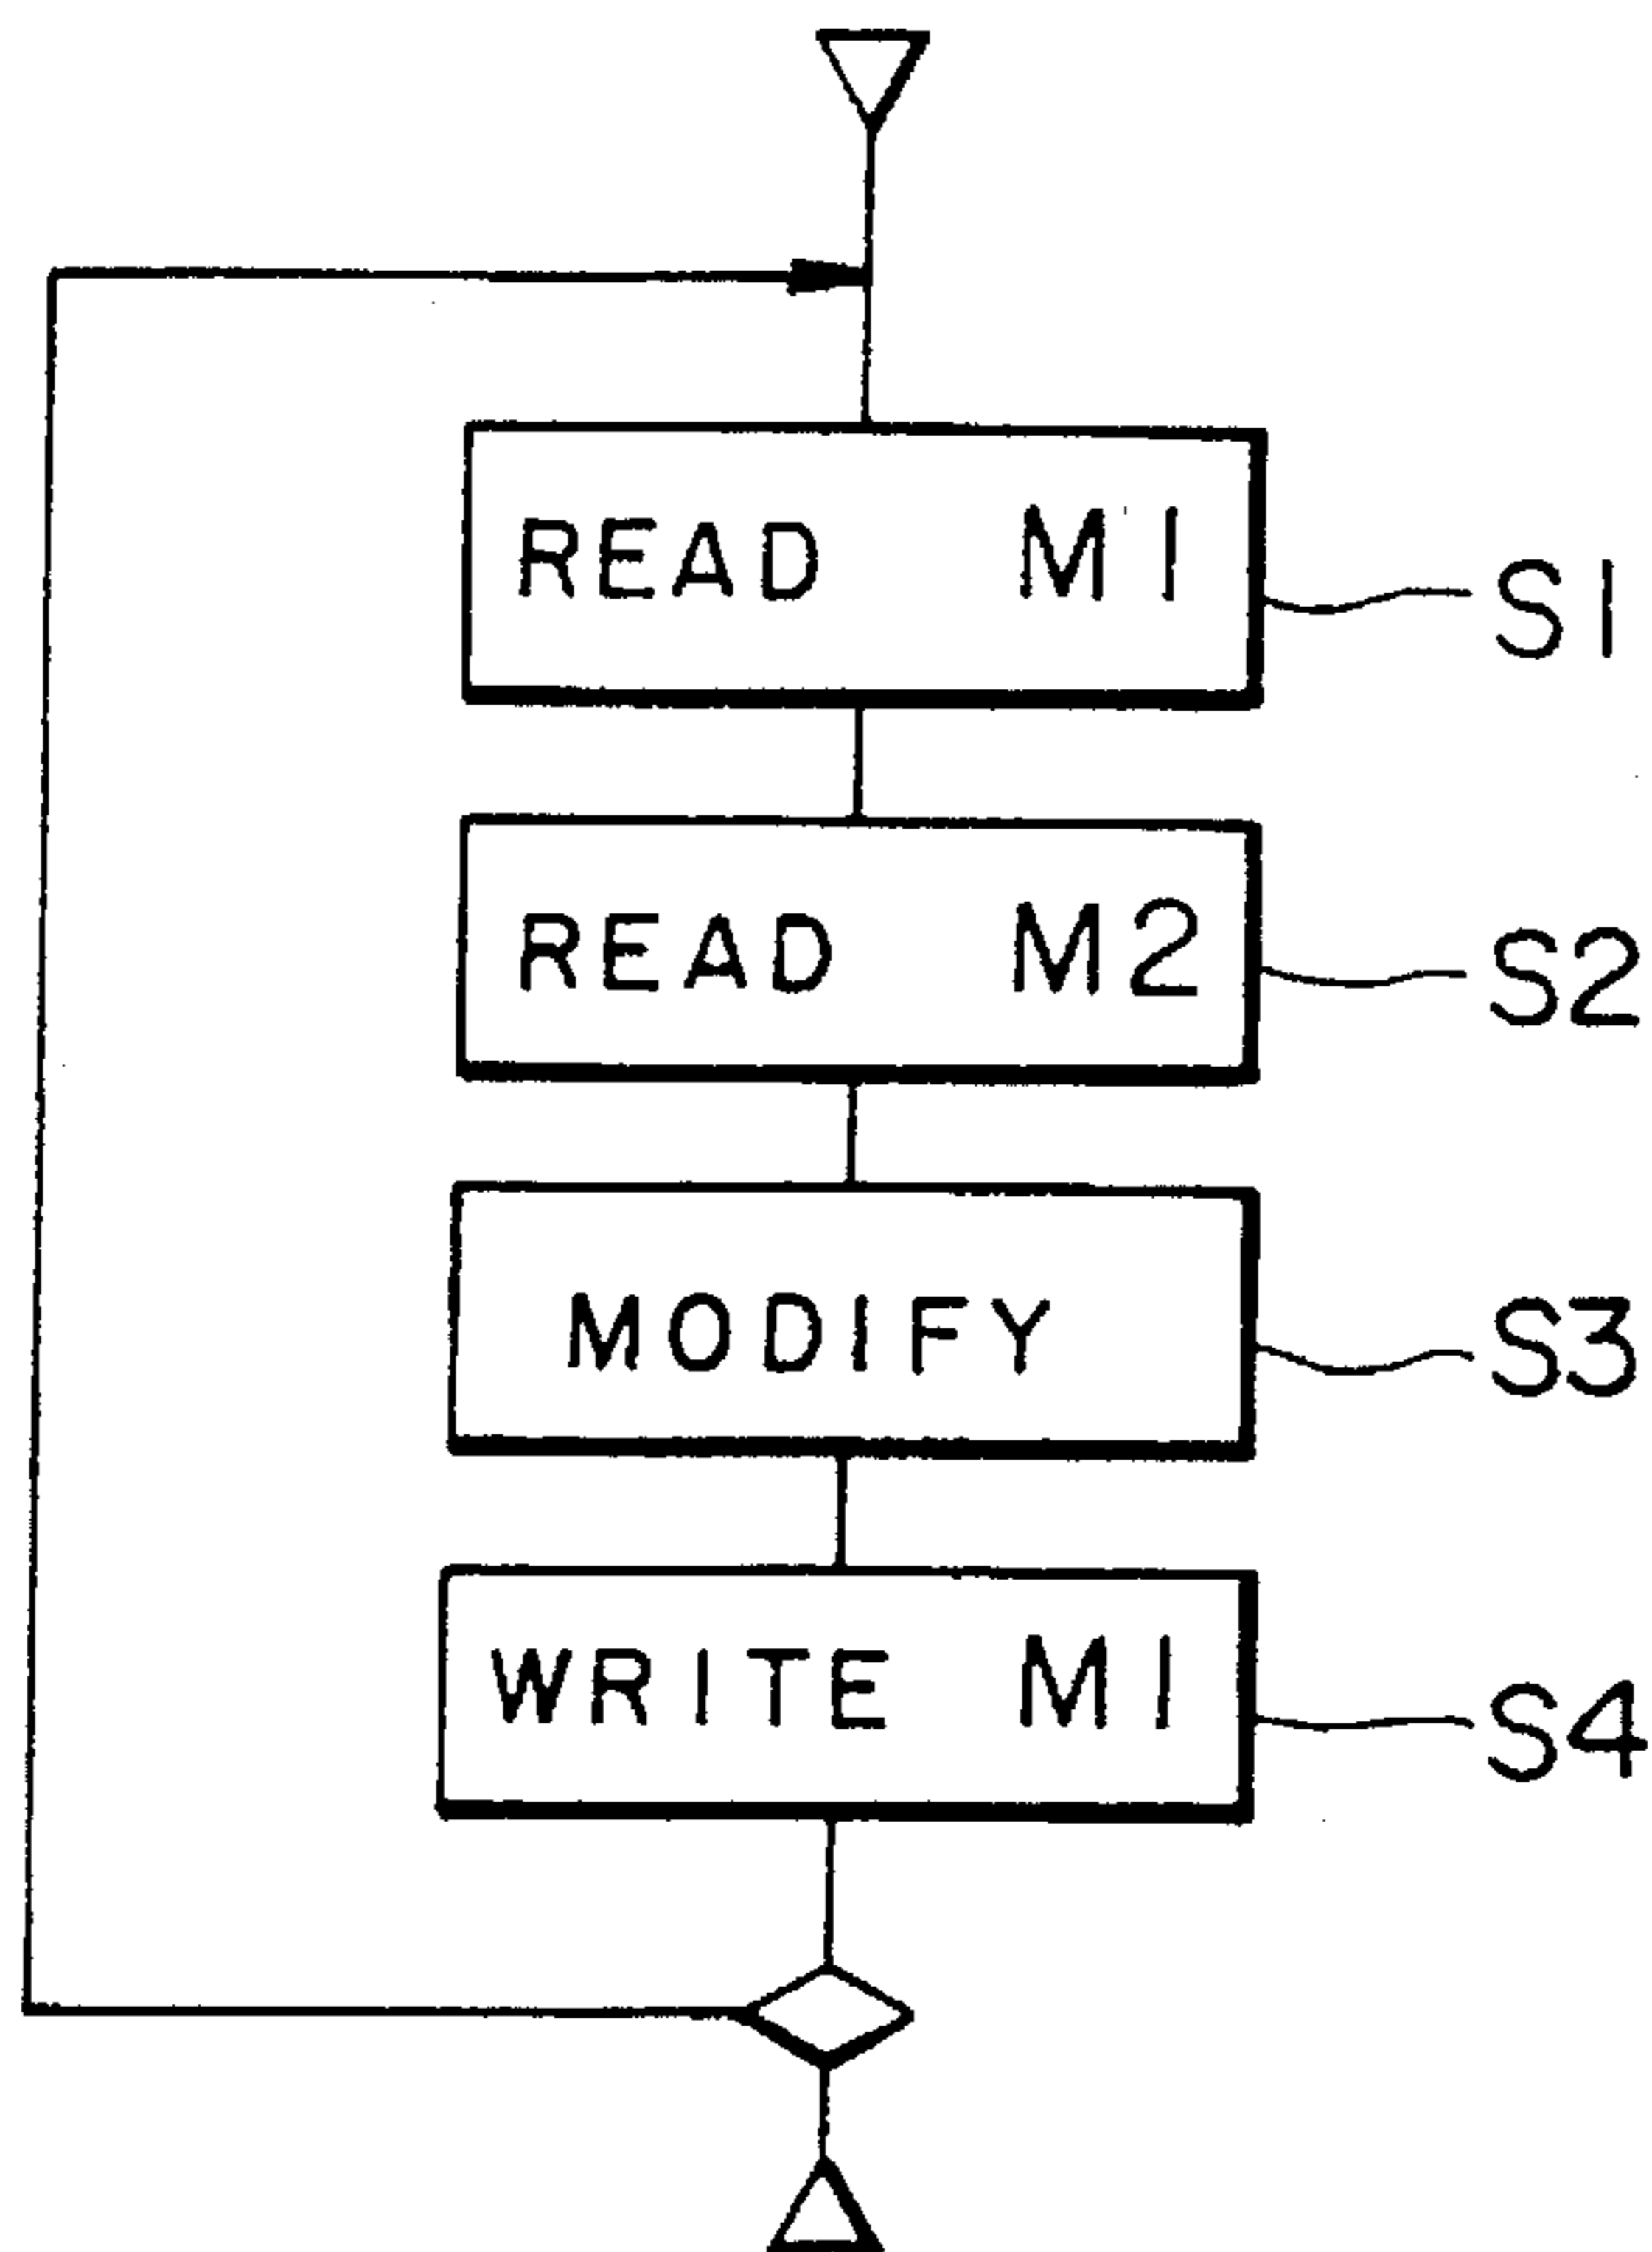 READ M1
S1
READ M2
S2
MODIFY
S3
WRITE M1
S4